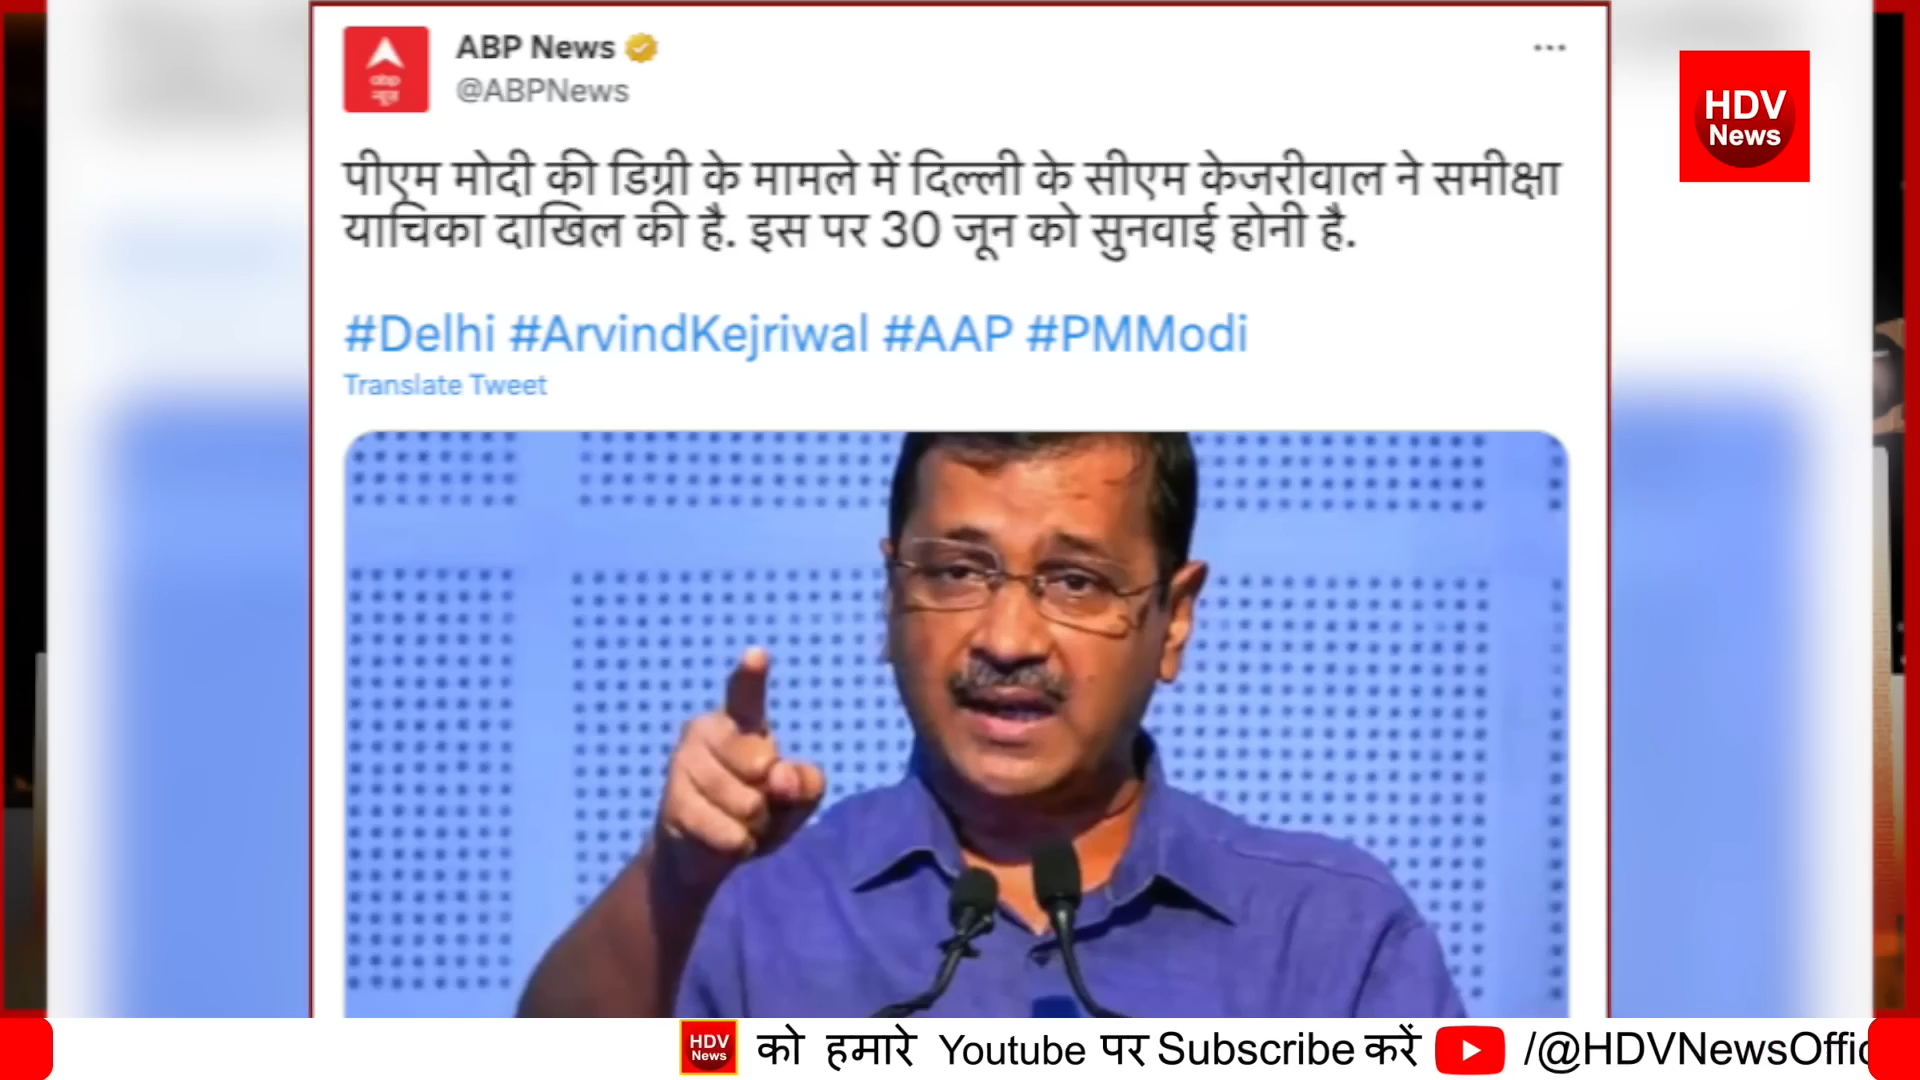 ABP News
@ABPNews
abp
न्यूज़
HDV
News
पीएम मोदी की डिग्री के मामले में दिल्ली के सीएम केजरीवाल ने समीक्षा
याचिका दाखिल की है. इस पर 30 जून को सुनवाई होनी है.
#Delhi #ArvindKejriwal #AAP #PMModi
Translate Tweet
HDV
News
को हमारे Youtube पर Subscribe करें /@HDVNewsOffic